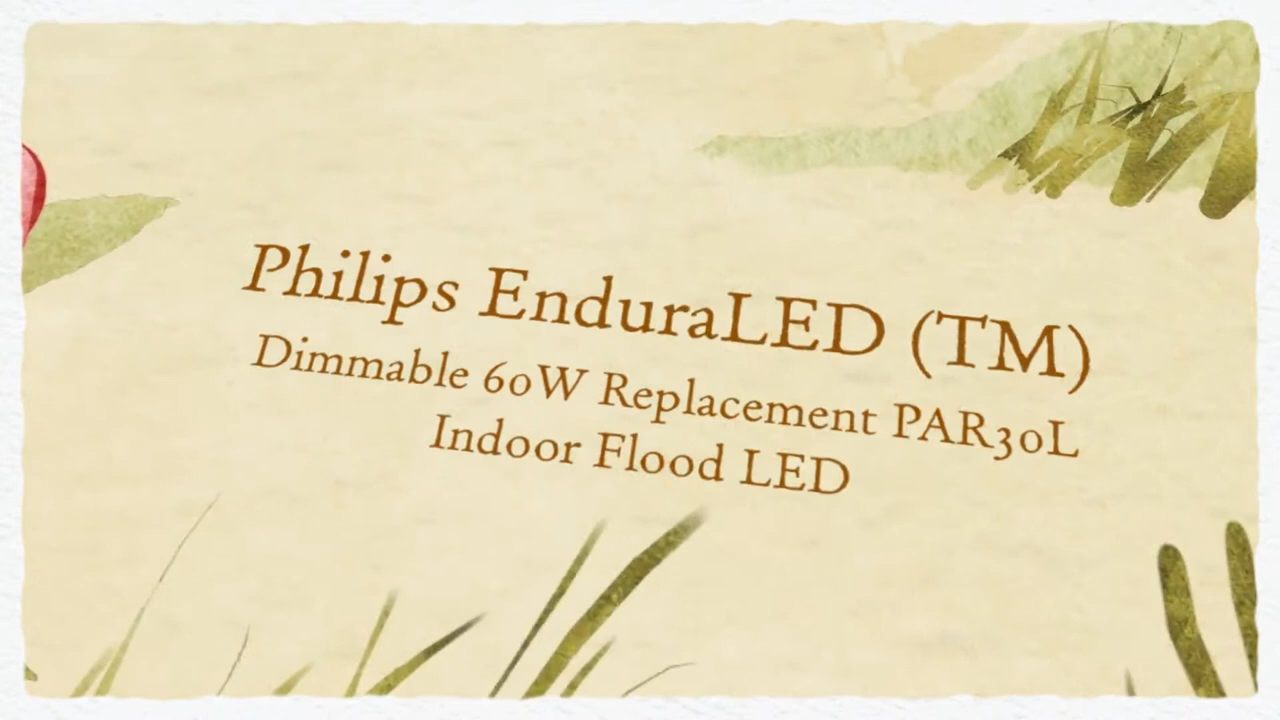 Philips EnduraLED (TM)
Dimmable 60W Replacement PAR30L
Indoor Flood LED